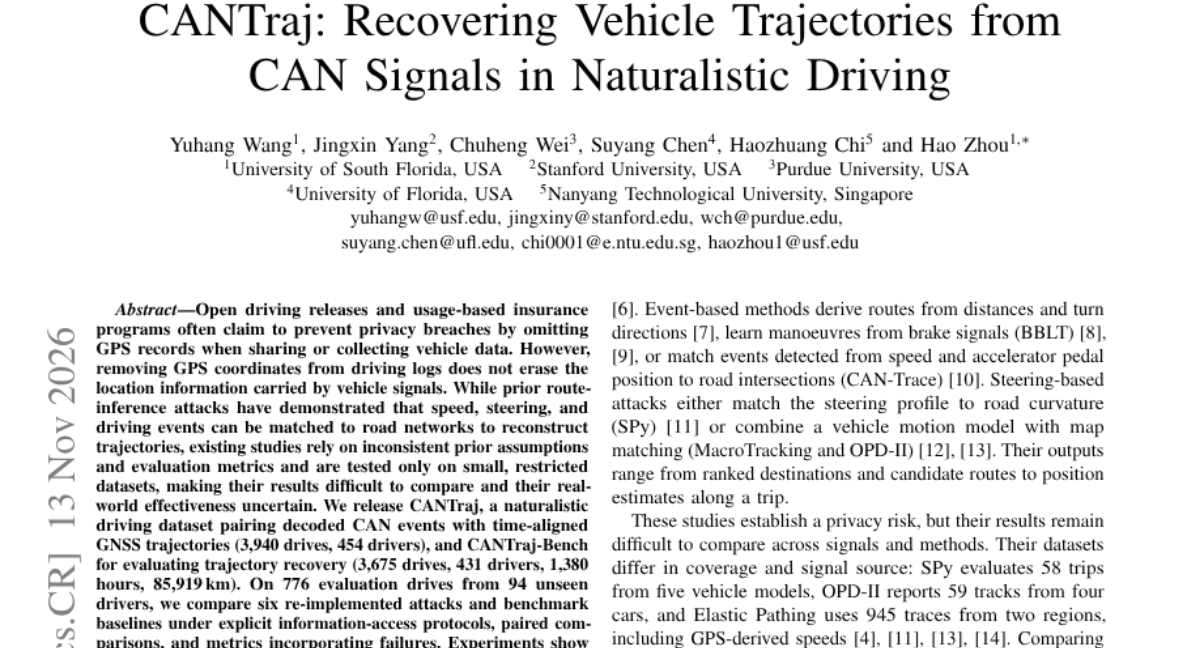 CANTraj: Recovering Vehicle Trajectories from
CAN Signals in Naturalistic Driving
Yuhang Wang1, Jingxin Yang2, Chuheng Wei3, Suyang Chen4, Haozhuang Chi5 and Hao Zhou1,*
1University of South Florida, USA 2Stanford University, USA 3Purdue University, USA
4University of Florida, USA 5Nanyang Technological University, Singapore
yuhangw@usf.edu, jingxiny@stanford.edu, wch@purdue.edu,
suyang.chen@ufl.edu, chi0001@e.ntu.edu.sg, haozhou1@usf.edu
cs.CR] 13 Nov 2026
Abstract—Open driving releases and usage-based insurance
programs often claim to prevent privacy breaches by omitting
GPS records when sharing or collecting vehicle data. However,
removing GPS coordinates from driving logs does not erase the
location information carried by vehicle signals. While prior route-
inference attacks have demonstrated that speed, steering, and
driving events can be matched to road networks to reconstruct
trajectories, existing studies rely on inconsistent prior assumptions
and evaluation metrics and are tested only on small, restricted
datasets, making their results difficult to compare and their real-
world effectiveness uncertain. We release CANTraj, a naturalistic
driving dataset pairing decoded CAN events with time-aligned
GNSS trajectories (3,940 drives, 454 drivers), and CANTraj-Bench
for evaluating trajectory recovery (3,675 drives, 431 drivers, 1,380
hours, 85,919 km). On 776 evaluation drives from 94 unseen
drivers, we compare six re-implemented attacks and benchmark
baselines under explicit information-access protocols, paired com-
parisons, and metrics incorporating failures. Experiments show
[6]. Event-based methods derive routes from distances and turn
directions [7], learn manoeuvres from brake signals (BBLT) [8],
[9], or match events detected from speed and accelerator pedal
position to road intersections (CAN-Trace) [10]. Steering-based
attacks either match the steering profile to road curvature
(SPy) [11] or combine a vehicle motion model with map
matching (MacroTracking and OPD-II) [12], [13]. Their outputs
range from ranked destinations and candidate routes to position
estimates along a trip.
These studies establish a privacy risk, but their results remain
difficult to compare across signals and methods. Their datasets
differ in coverage and signal source: SPy evaluates 58 trips
from five vehicle models, OPD-II reports 59 tracks from four
cars, and Elastic Pathing uses 945 traces from two regions,
including GPS-derived speeds [4], [11], [13], [14]. Comparing